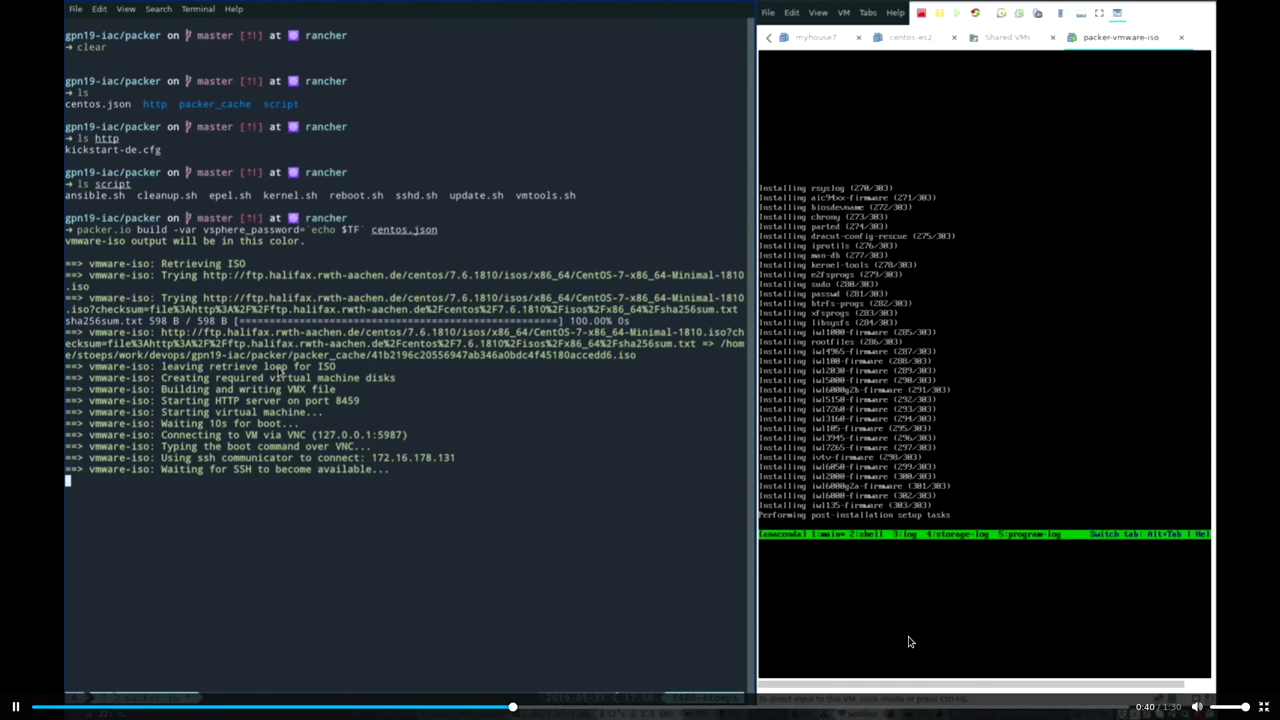 File Edit View Search Terminal Help
gpn19-iac/packer on master [⇡!] at rancher
➜ clear
gpn19-iac/packer on master [⇡!] at rancher
➜ ls
centos.json http packer_cache script
gpn19-iac/packer on master [⇡!] at rancher
➜ ls http
kickstart-de.cfg
gpn19-iac/packer on master [⇡!] at rancher
➜ ls script
ansible.sh cleanup.sh epel.sh kernel.sh reboot.sh sshd.sh update.sh vmtools.sh
gpn19-iac/packer on master [⇡!] at rancher
➜ packer.io build -var vsphere_password=`echo $TF` centos.json
vmware-iso output will be in this color.
==> vmware-iso: Retrieving ISO
==> vmware-iso: Trying http://ftp.halifax.rwth-aachen.de/centos/7.6.1810/isos/x86_64/CentOS-7-x86_64-Minimal-1810
.iso
==> vmware-iso: Trying http://ftp.halifax.rwth-aachen.de/centos/7.6.1810/isos/x86_64/CentOS-7-x86_64-Minimal-1810
.iso?checksum=file%3Ahttp%3A%2F%2Fftp.halifax.rwth-aachen.de%2Fcentos%2F7.6.1810%2Fisos%2Fx86_64%2Fsha256sum.txt
sha256sum.txt 598 B / 598 B [======================================================] 100.00% 0s
==> vmware-iso: http://ftp.halifax.rwth-aachen.de/centos/7.6.1810/isos/x86_64/CentOS-7-x86_64-Minimal-1810.iso?c
hecksum=file%3Ahttp%3A%2F%2Fftp.halifax.rwth-aachen.de%2Fcentos%2F7.6.1810%2Fisos%2Fx86_64%2Fsha256sum.txt => /hom
e/stoeps/work/devops/gpn19-iac/packer/packer_cache/41b2196c20556947ab346a0bdc4f45180accedd6.iso
==> vmware-iso: Leaving retrieve loop for ISO
==> vmware-iso: Creating required virtual machine disks
==> vmware-iso: Building and writing VMX file
==> vmware-iso: Starting HTTP server on port 8459
==> vmware-iso: Starting virtual machine...
==> vmware-iso: Waiting 10s for boot...
==> vmware-iso: Connecting to VM via VNC (127.0.0.1:5987)
==> vmware-iso: Typing the boot command over VNC...
==> vmware-iso: Using ssh communicator to connect: 172.16.178.131
==> vmware-iso: Waiting for SSH to become available...
File Edit View VM Tabs Help
myhouse7 centos-es2 Shared VMs packer-vmware-iso
Installing rsyslog (270/303)
Installing aic94xx-firmware (271/303)
Installing biosdevname (272/303)
Installing chrony (273/303)
Installing parted (274/303)
Installing dracut-config-rescue (275/303)
Installing iprutils (276/303)
Installing man-db (277/303)
Installing kernel-tools (278/303)
Installing e2fsprogs (279/303)
Installing sudo (280/303)
Installing passwd (281/303)
Installing btrfs-progs (282/303)
Installing xfsprogs (283/303)
Installing libsysfs (284/303)
Installing iwl1000-firmware (285/303)
Installing rootfiles (286/303)
Installing iwl4965-firmware (287/303)
Installing iwl100-firmware (288/303)
Installing iwl2030-firmware (289/303)
Installing iwl5000-firmware (290/303)
Installing iwl6000g2b-firmware (291/303)
Installing iwl5150-firmware (292/303)
Installing iwl7260-firmware (293/303)
Installing iwl3160-firmware (294/303)
Installing iwl105-firmware (295/303)
Installing iwl3945-firmware (296/303)
Installing iwl7265-firmware (297/303)
Installing ivtv-firmware (298/303)
Installing iwl6050-firmware (299/303)
Installing iwl2000-firmware (300/303)
Installing iwl6000g2a-firmware (301/303)
Installing iwl6000-firmware (302/303)
Installing iwl135-firmware (303/303)
Performing post-installation setup tasks
[anaconda] 1:main* 2:shell 3:log 4:storage-log 5:program-log Switch tab: Alt+Tab | Hel
To direct input to this VM, click inside or press Ctrl+G.
0:40 / 1:30